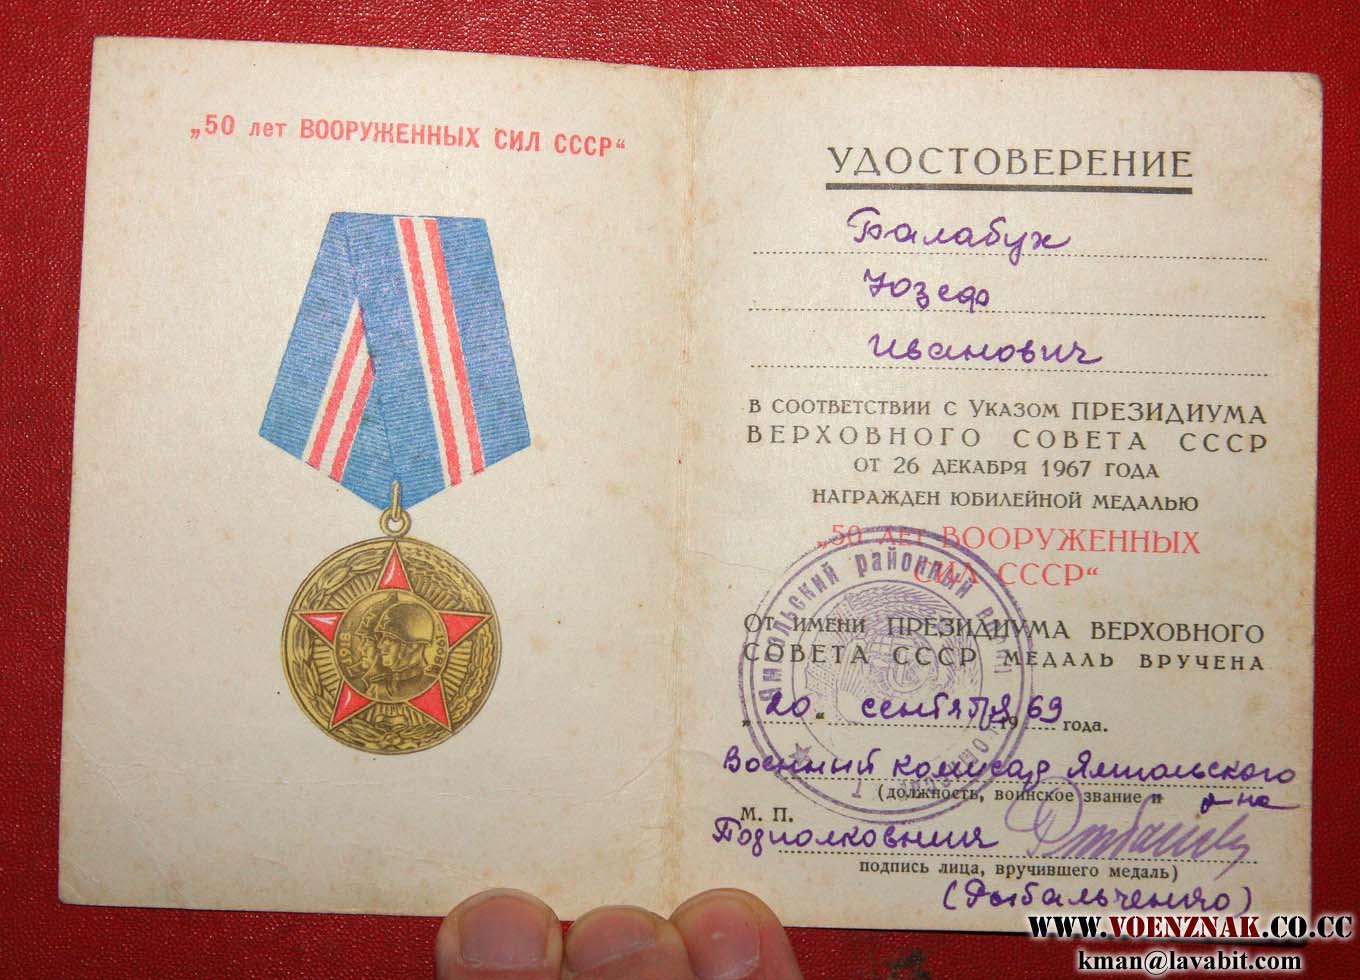 „50 лет ВООРУЖЕННЫХ СИЛ СССР“
УДОСТОВЕРЕНИЕ
Балабух
Юзеф
Иванович
В СООТВЕТСТВИИ С УКАЗОМ ПРЕЗИДИУМА
ВЕРХОВНОГО СОВЕТА СССР
ОТ 26 ДЕКАБРЯ 1967 ГОДА
НАГРАЖДЕН ЮБИЛЕЙНОЙ МЕДАЛЬЮ
„50 ЛЕТ ВООРУЖЕННЫХ
СИЛ СССР“
ОТ ИМЕНИ ПРЕЗИДИУМА ВЕРХОВНОГО
СОВЕТА СССР МЕДАЛЬ ВРУЧЕНА
„20“ сентября 1969 года.
Военный комисар Ямпольского
(должность, воинское звание и р-на
М. П.
Подполковник
подпись лица, вручившего медаль)
(Рыбальченко)
Ямпольский районный
1918
1968
WWW.VOENZNAK.CO.CC
kman@lavabit.com